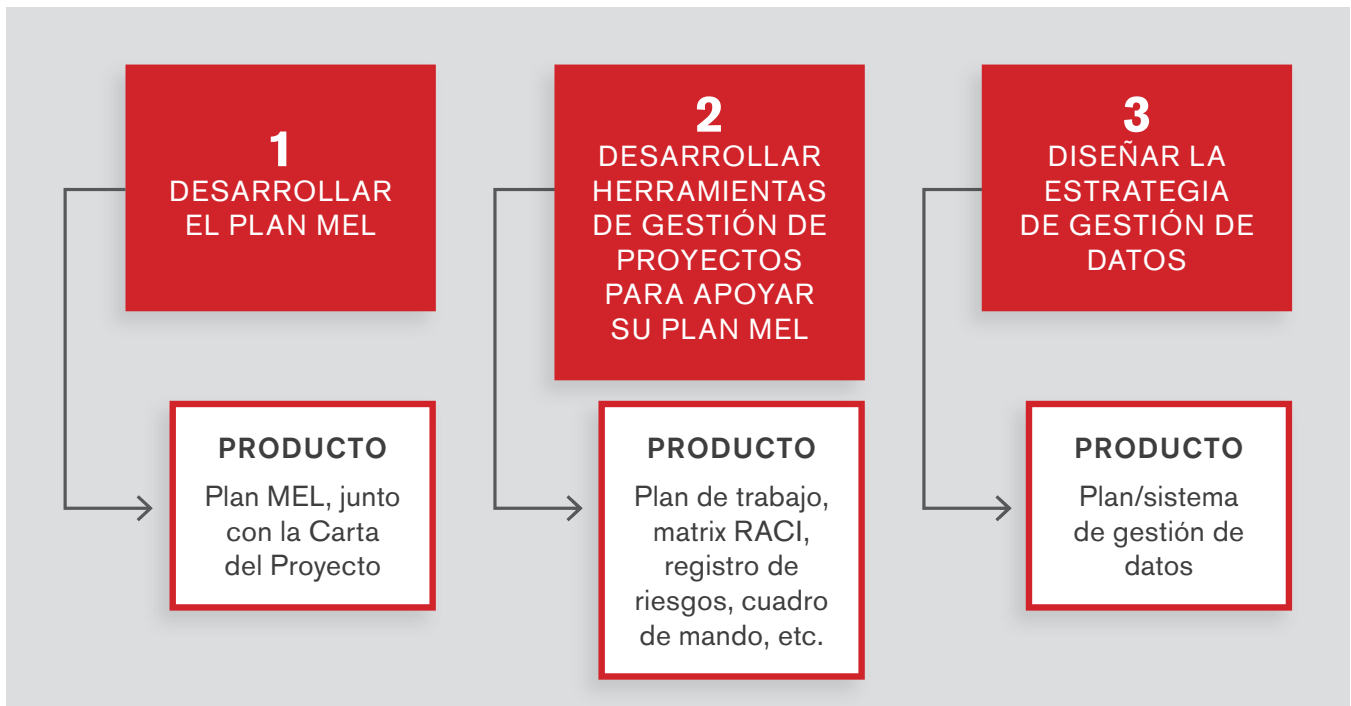 1
DESARROLLAR
EL PLAN MEL
PRODUCTO
Plan MEL, junto
con la Carta
del Proyecto
2
DESARROLLAR
HERRAMIENTAS
DE GESTIÓN DE
PROYECTOS
PARA APOYAR
SU PLAN MEL
PRODUCTO
Plan de trabajo,
matrix RACI,
registro de
riesgos, cuadro
de mando, etc.
3
DISEÑAR LA
ESTRATEGIA
DE GESTIÓN DE
DATOS
PRODUCTO
Plan/sistema
de gestión de
datos